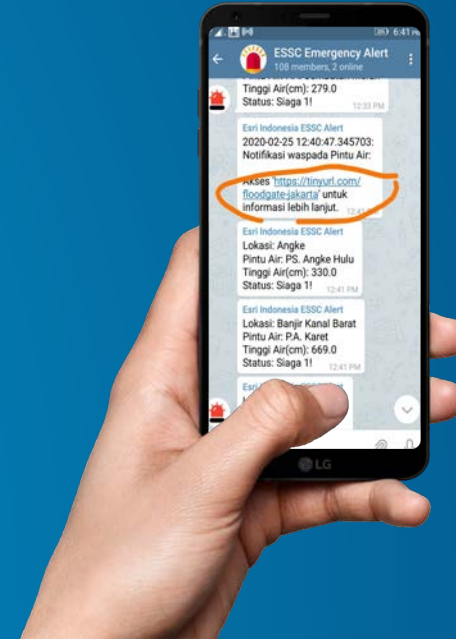 6:41 PM
ESSC Emergency Alert
108 members, 2 online
Tinggi Air(cm): 279.0
Status: Siaga 1!
12:33 PM
Esri Indonesia ESSC Alert
2020-02-25 12:40:47.345703:
Notifikasi waspada Pintu Air:
Akses 'https://tinyurl.com/
floodgate-jakarta' untuk
informasi lebih lanjut.
Esri Indonesia ESSC Alert
Lokasi: Angke
Pintu Air: PS. Angke Hulu
Tinggi Air(cm): 330.0
Status: Siaga 1!
12:41 PM
Esri Indonesia ESSC Alert
Lokasi: Banjir Kanal Barat
Pintu Air: P.A. Karet
Tinggi Air(cm): 669.0
Status: Siaga 1!
12:41 PM
LG